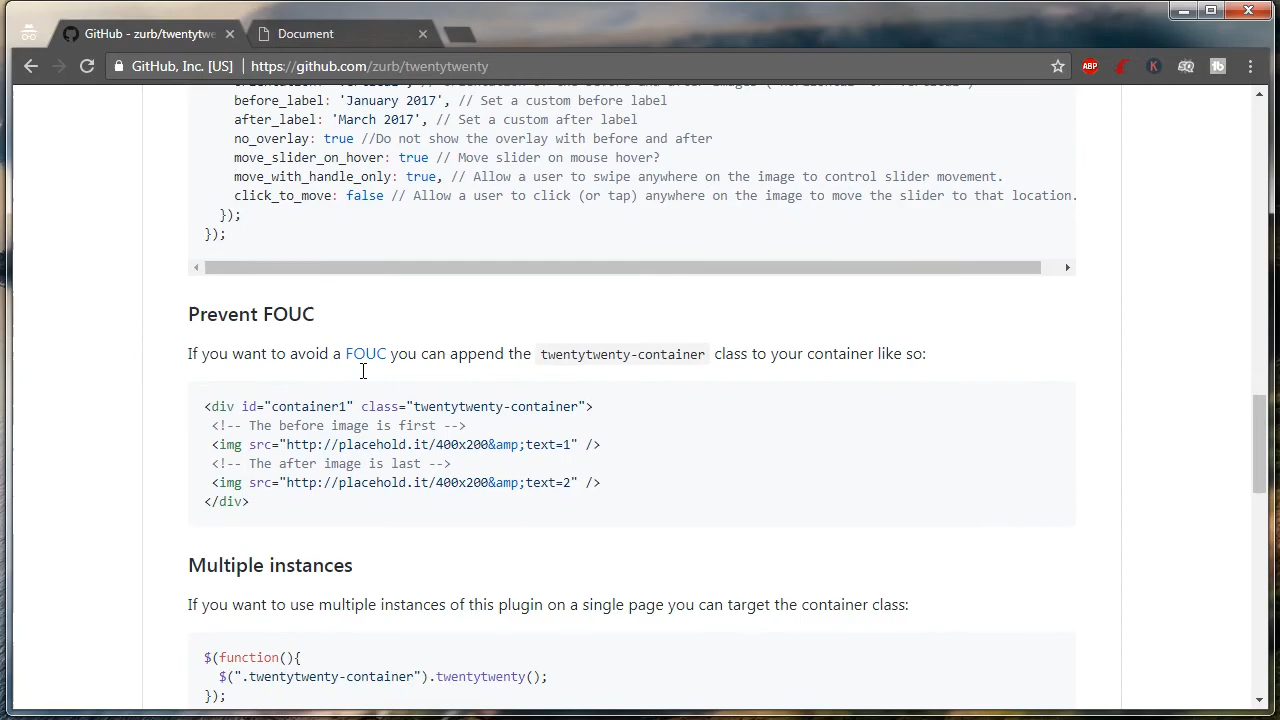 GitHub - zurb/twentytwe
Document
GitHub, Inc. [US] | https://github.com/zurb/twentytwenty
ABP
K
before_label: 'January 2017', // Set a custom before label
after_label: 'March 2017', // Set a custom after label
no_overlay: true //Do not show the overlay with before and after
move_slider_on_hover: true // Move slider on mouse hover?
move_with_handle_only: true, // Allow a user to swipe anywhere on the image to control slider movement.
click_to_move: false // Allow a user to click (or tap) anywhere on the image to move the slider to that location.
});
});
Prevent FOUC
If you want to avoid a FOUC you can append the twentytwenty-container class to your container like so:
<div id="container1" class="twentytwenty-container">
<!-- The before image is first -->
<img src="http://placehold.it/400x200&amp;text=1" />
<!-- The after image is last -->
<img src="http://placehold.it/400x200&amp;text=2" />
</div>
Multiple instances
If you want to use multiple instances of this plugin on a single page you can target the container class:
$(function(){
$(".twentytwenty-container").twentytwenty();
});